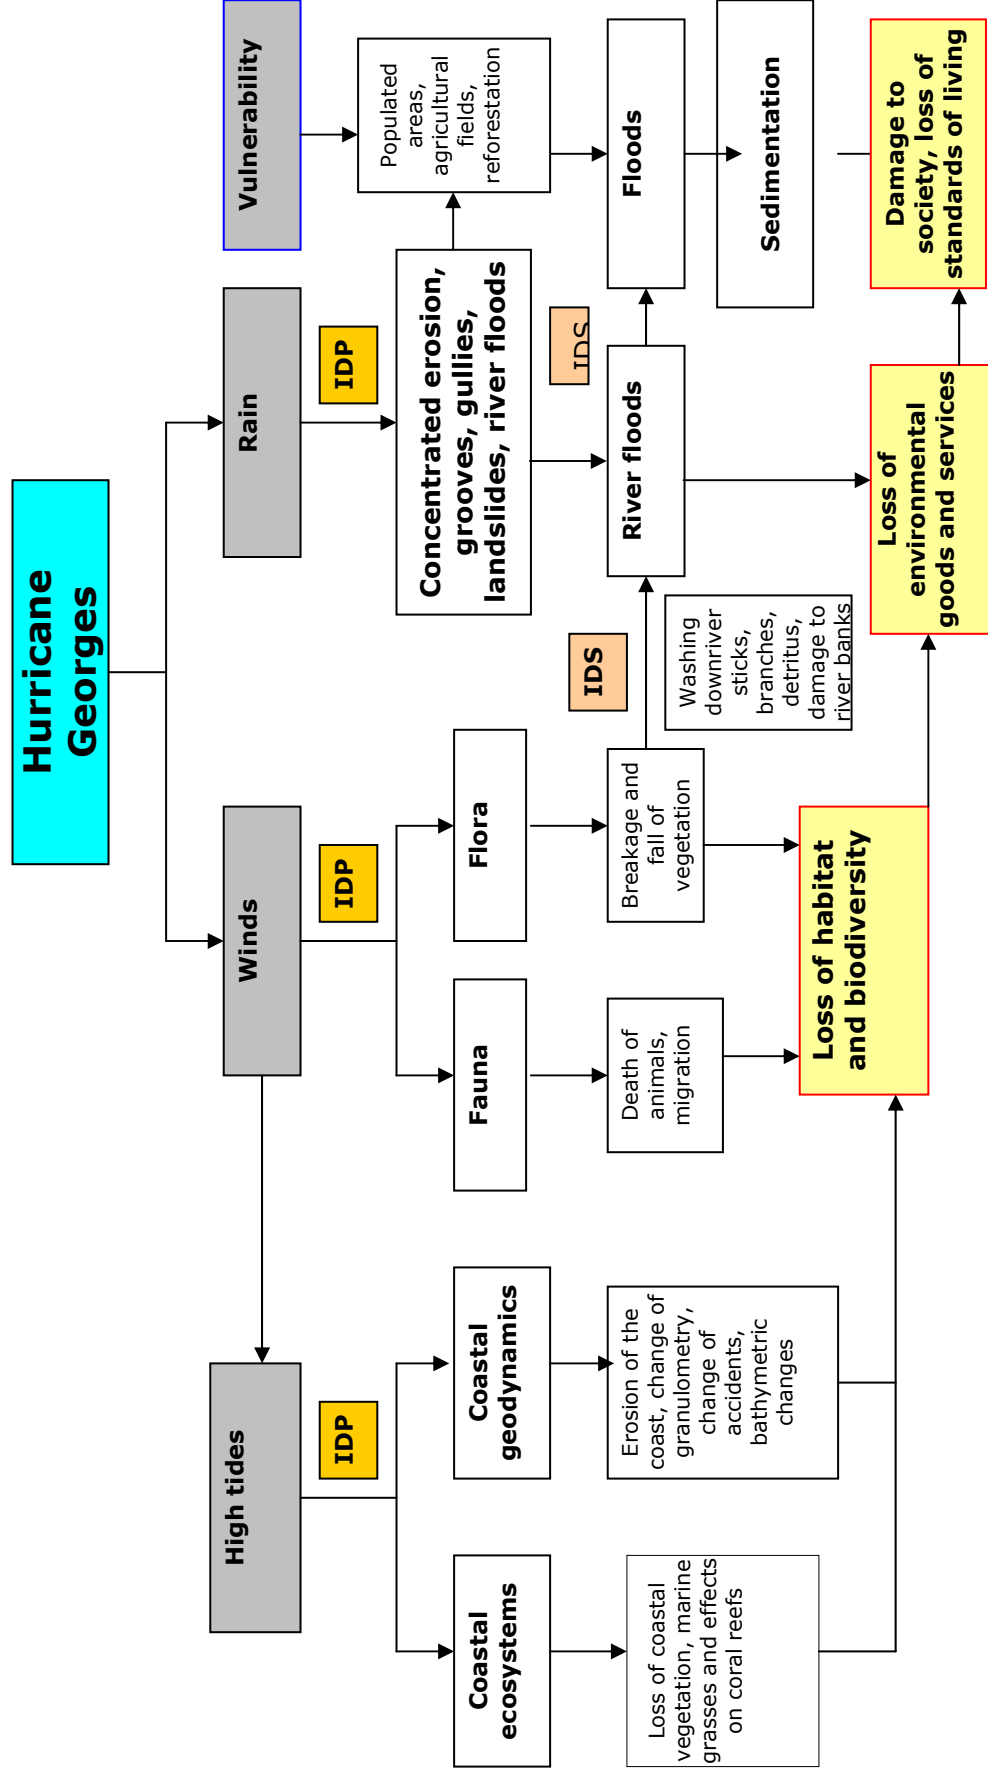 Hurricane
Georges
High tides
Winds
Rain
Vulnerability
IDP
IDP
IDP
Populated
areas,
agricultural
fields,
reforestation
Coastal
ecosystems
Coastal
geodynamics
Fauna
Flora
Concentrated erosion,
grooves, gullies,
landslides, river floods
IDS
IDS
Loss of coastal
vegetation, marine
grasses and effects
on coral reefs
Erosion of the
coast, change of
granulometry,
change of
accidents,
bathymetric
changes
Death of
animals,
migration
Breakage and
fall of
vegetation
River floods
Floods
Washing
downriver
sticks,
branches,
detritus,
damage to
river banks
Sedimentation
Loss of habitat
and biodiversity
Loss of
environmental
goods and services
Damage to
society, loss of
standards of living